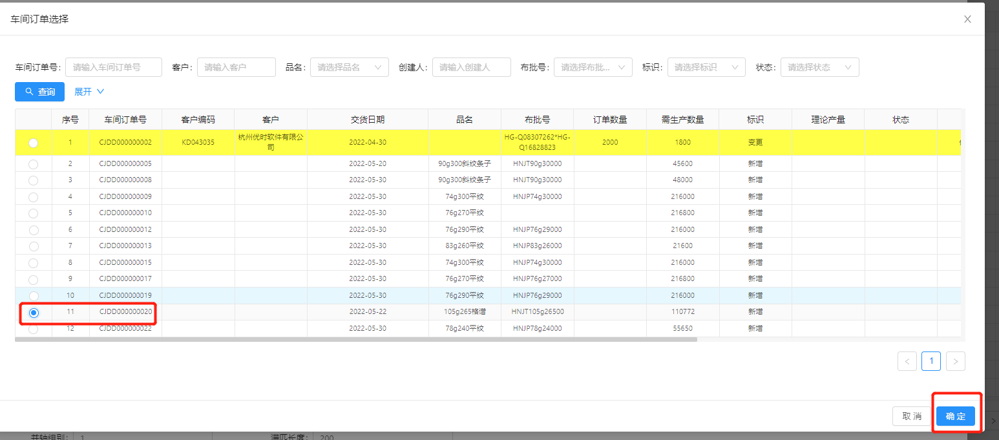 车间订单选择
车间订单号: 请输入车间订单号 客户: 请输入客户 品名: 请选择品名 创建人: 请输入创建人 布批号: 请选择布批... 标识: 请选择标识 状态: 请选择状态
查询 展开
序号 车间订单号 客户编码 客户 交货日期 品名 布批号 订单数量 需生产数量 标识 理论产量 状态
1 CJDD000000002 KD043035 杭州优时软件有限公司 2022-04-30 HG-Q08307262*HG-Q16828823 2000 1800 变更
2 CJDD000000005 2022-05-20 90g300斜纹条子 HNJT90g30000 45600 新增
3 CJDD000000008 2022-05-30 90g300斜纹条子 HNJT90g30000 48000 新增
4 CJDD000000009 2022-05-30 74g300平纹 HNJP74g30000 216000 新增
5 CJDD000000010 2022-05-30 76g270平纹 216800 新增
6 CJDD000000012 2022-05-30 76g290平纹 HNJP76g29000 216000 新增
7 CJDD000000013 2022-05-30 83g260平纹 HNJP83g26000 21600 新增
8 CJDD000000015 2022-05-30 74g300平纹 HNJP74g30000 216000 新增
9 CJDD000000017 2022-05-30 76g270平纹 HNJP76g27000 216800 新增
10 CJDD000000019 2022-05-30 76g290平纹 HNJP76g29000 216000 新增
11 CJDD000000020 2022-05-22 105g265格谱 HNJT105g26500 110772 新增
12 CJDD000000022 2022-05-30 78g240平纹 HNJP78g24000 55650 新增
1
取 消 确 定
并轴组别: 1 满匹长度: 200